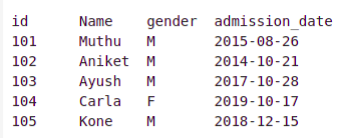 id Name gender admission_date
101 Muthu M 2015-08-26
102 Aniket M 2014-10-21
103 Ayush M 2017-10-28
104 Carla F 2019-10-17
105 Kone M 2018-12-15